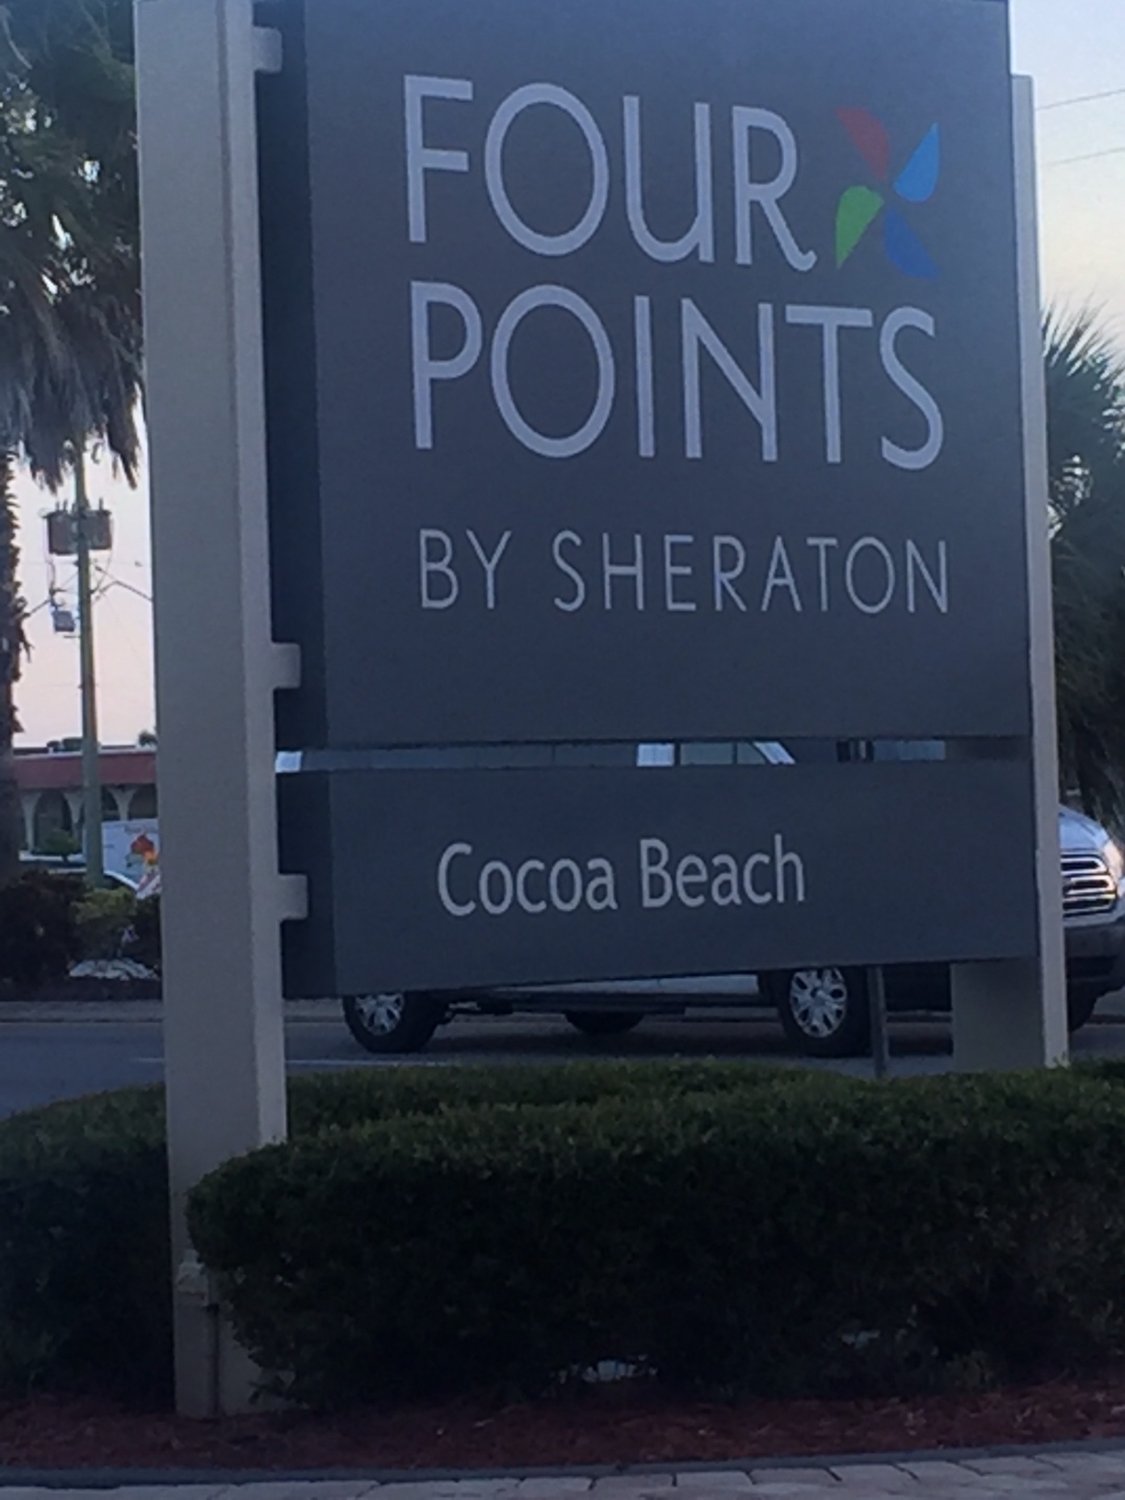 FOUR
POINTS
BY SHERATON
Cocoa Beach